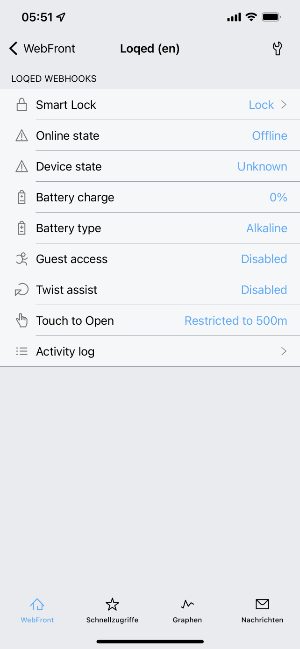 05:51
WebFront
Loqed (en)
LOQED WEBHOOKS
Smart Lock Lock
Online state Offline
Device state Unknown
Battery charge 0%
Battery type Alkaline
Guest access Disabled
Twist assist Disabled
Touch to Open Restricted to 500m
Activity log
WebFront Schnellzugriffe Graphen Nachrichten